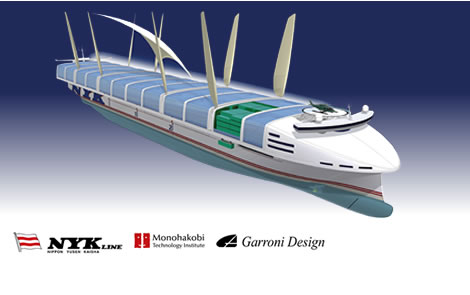 NYK LINE
NIPPON YUSEN KAISHA
Monohakobi
Technology Institute
Garroni Design